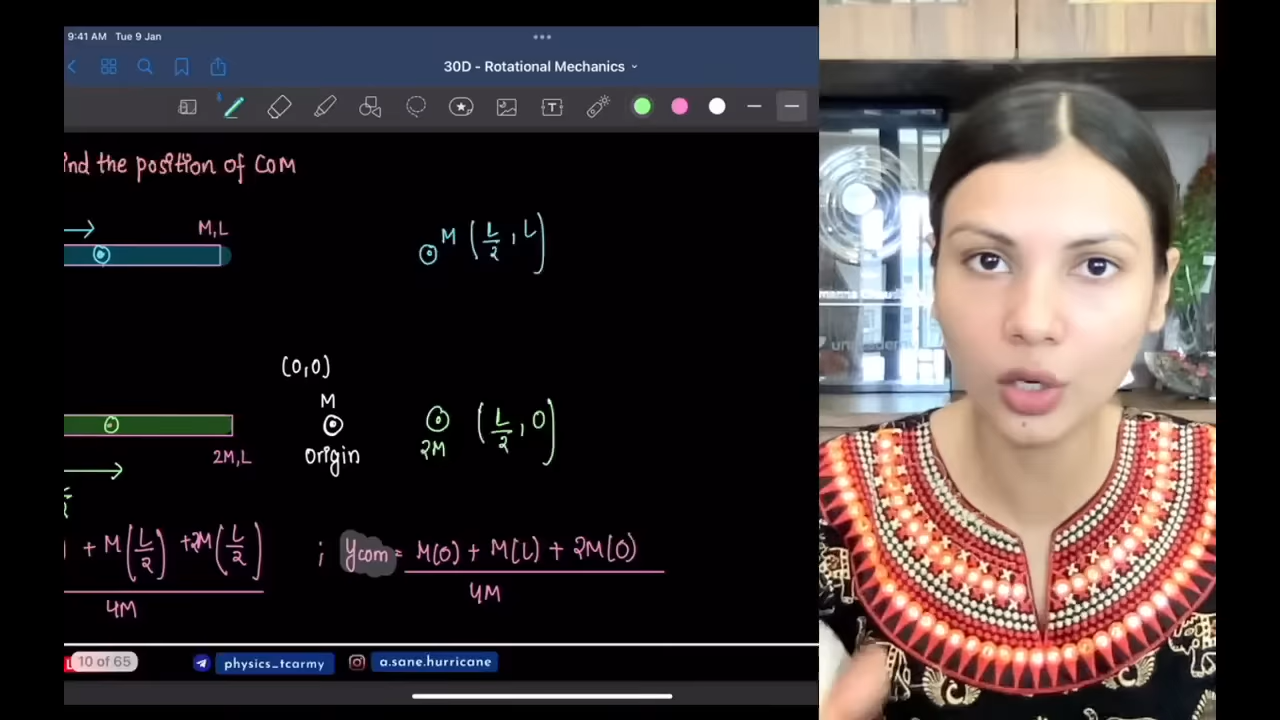 9:41 AM Tue 9 Jan
30D - Rotational Mechanics
ind the position of COM
M,L
M (L/2, L)
(0,0)
M
origin
2M (L/2, 0)
2M,L
) + M(L/2) +2M(L/2)
4M
; ycom = M(0) + M(L) + 2M(0)
4M
10 of 65
physics_tcarmy
a.sane.hurricane